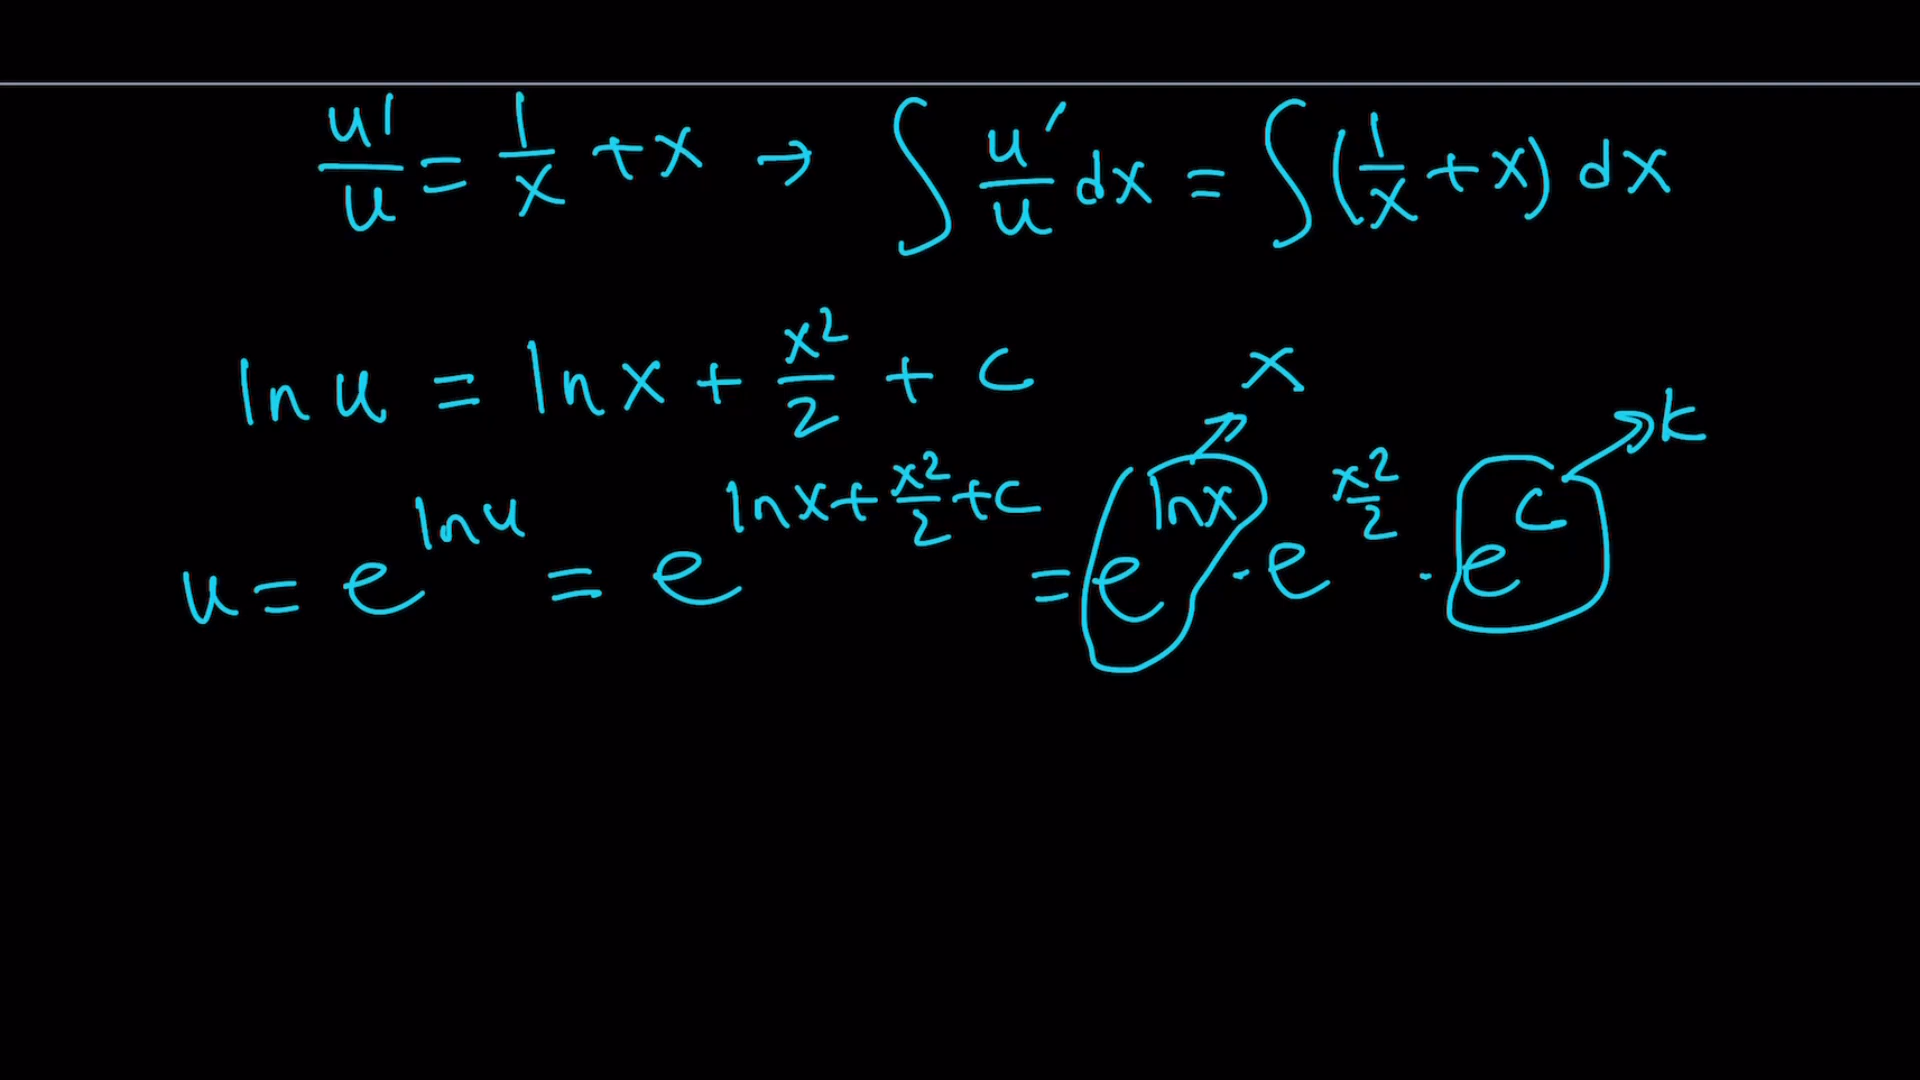 u'/u = 1/x + x → ∫ u'/u dx = ∫ (1/x + x) dx
ln u = ln x + x²/2 + c
x
k
u = e^(ln u) = e^(ln x + x²/2 + c) = e^(ln x) · e^(x²/2) · e^c